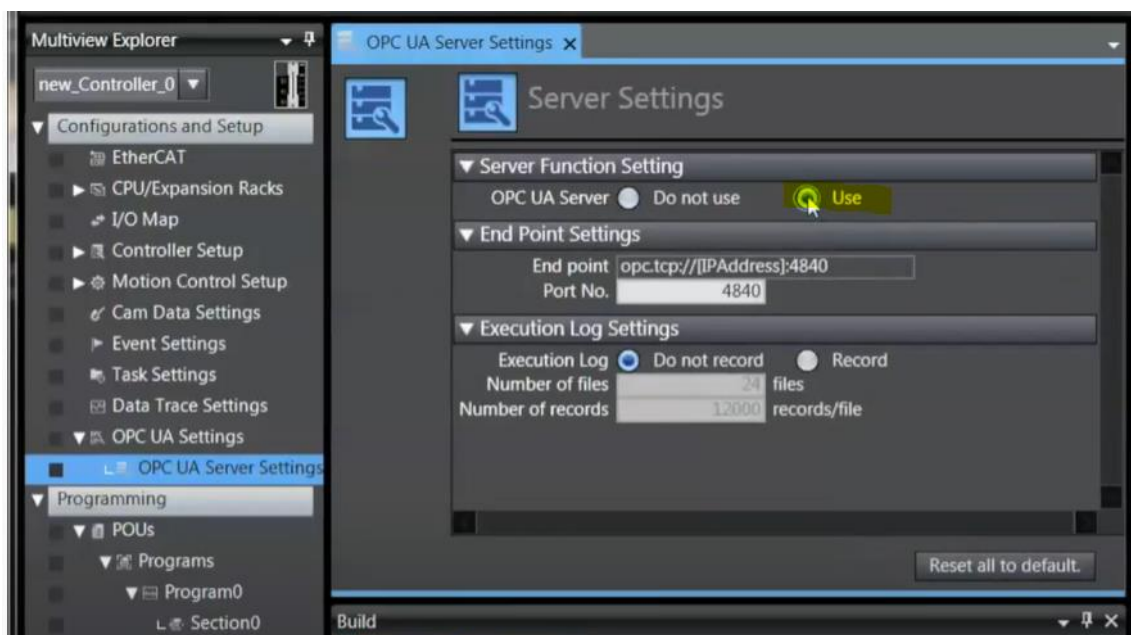 Multiview Explorer
new_Controller_0
Configurations and Setup
EtherCAT
CPU/Expansion Racks
I/O Map
Controller Setup
Motion Control Setup
Cam Data Settings
Event Settings
Task Settings
Data Trace Settings
OPC UA Settings
OPC UA Server Settings
Programming
POUs
Programs
Program0
Section0
OPC UA Server Settings
Server Settings
Server Function Setting
OPC UA Server Do not use Use
End Point Settings
End point opc.tcp://[IPAddress]:4840
Port No. 4840
Execution Log Settings
Execution Log Do not record Record
Number of files 24 files
Number of records 12000 records/file
Reset all to default.
Build